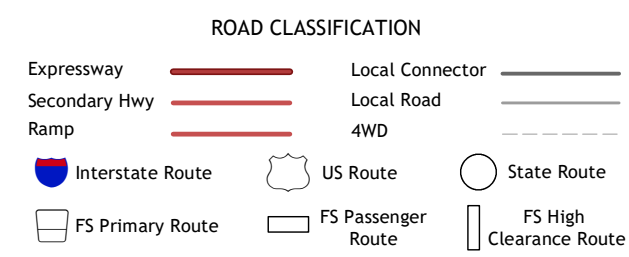 ROAD CLASSIFICATION
Expressway
Local Connector
Secondary Hwy
Local Road
Ramp
4WD
Interstate Route
US Route
State Route
FS Primary Route
FS Passenger
Route
FS High
Clearance Route